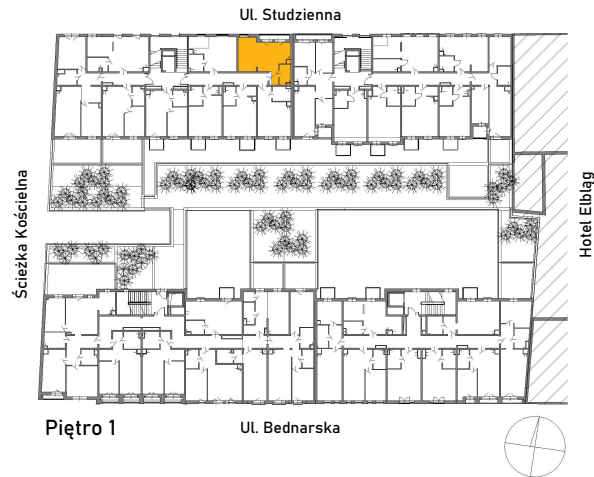 Ul. Studzienna
Ścieżka Kościelna
Hotel Elbląg
Piętro 1
Ul. Bednarska